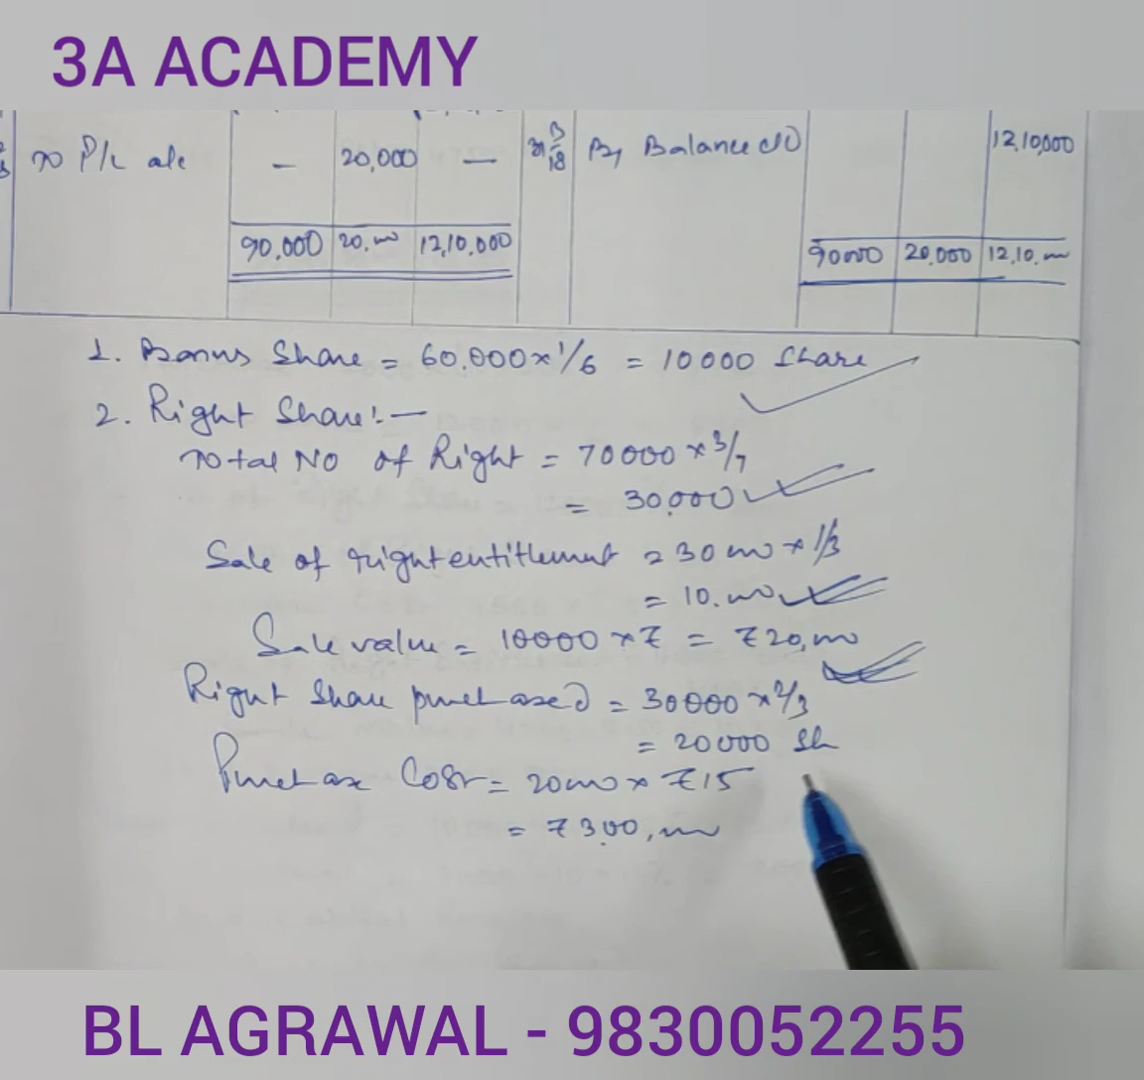 3A ACADEMY
To P/L a/c — 20,000 — 31/3/18 By Balance c/d 12,10,000
90,000 20,000 12,10,000 90000 20,000 12,10,000
1. Bonus Share = 60,000 × 1/6 = 10000 Share
2. Right Share :—
Total No of Right = 70000 × 3/7
= 30,000
Sale of right entitlement = 30000 × 1/3
= 10,000
Sale value = 10000 × ₹ = ₹20,000
Right Share purchased = 30000 × 2/3
= 20000 Sh
Purchase Cost = 20000 × ₹15
= ₹300,000
BL AGRAWAL - 9830052255